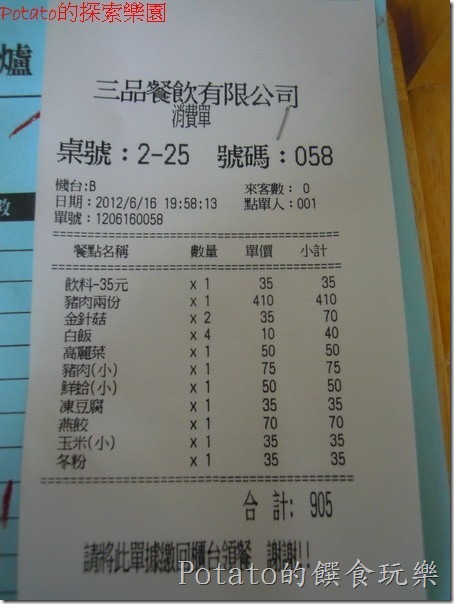 Potato的探索樂園
爐
三品餐飲有限公司
消費單
桌號：2-25 號碼：058
機台:B 來客數： 0
日期：2012/6/16 19:58:13 點單人：001
單號：1206160058
餐點名稱 數量 單價 小計
飲料-35元 x 1 35 35
豬肉兩份 x 1 410 410
金針菇 x 2 35 70
白飯 x 4 10 40
高麗菜 x 1 50 50
豬肉(小) x 1 75 75
鮮蛤(小) x 1 50 50
凍豆腐 x 1 35 35
燕餃 x 1 70 70
玉米(小) x 1 35 35
冬粉 x 1 35 35
合 計: 905
請將此單據繳回櫃台領餐 謝謝!!
Potato的饌食玩樂